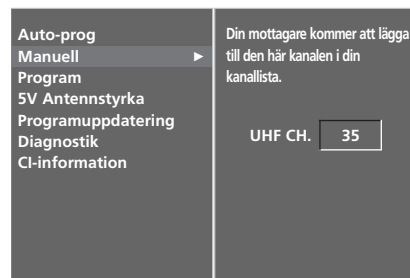 Auto-prog
Manuell ►
Program
5V Antennstyrka
Programuppdatering
Diagnostik
CI-information
Din mottagare kommer att lägga
till den här kanalen i din
kanallista.
UHF CH. 35